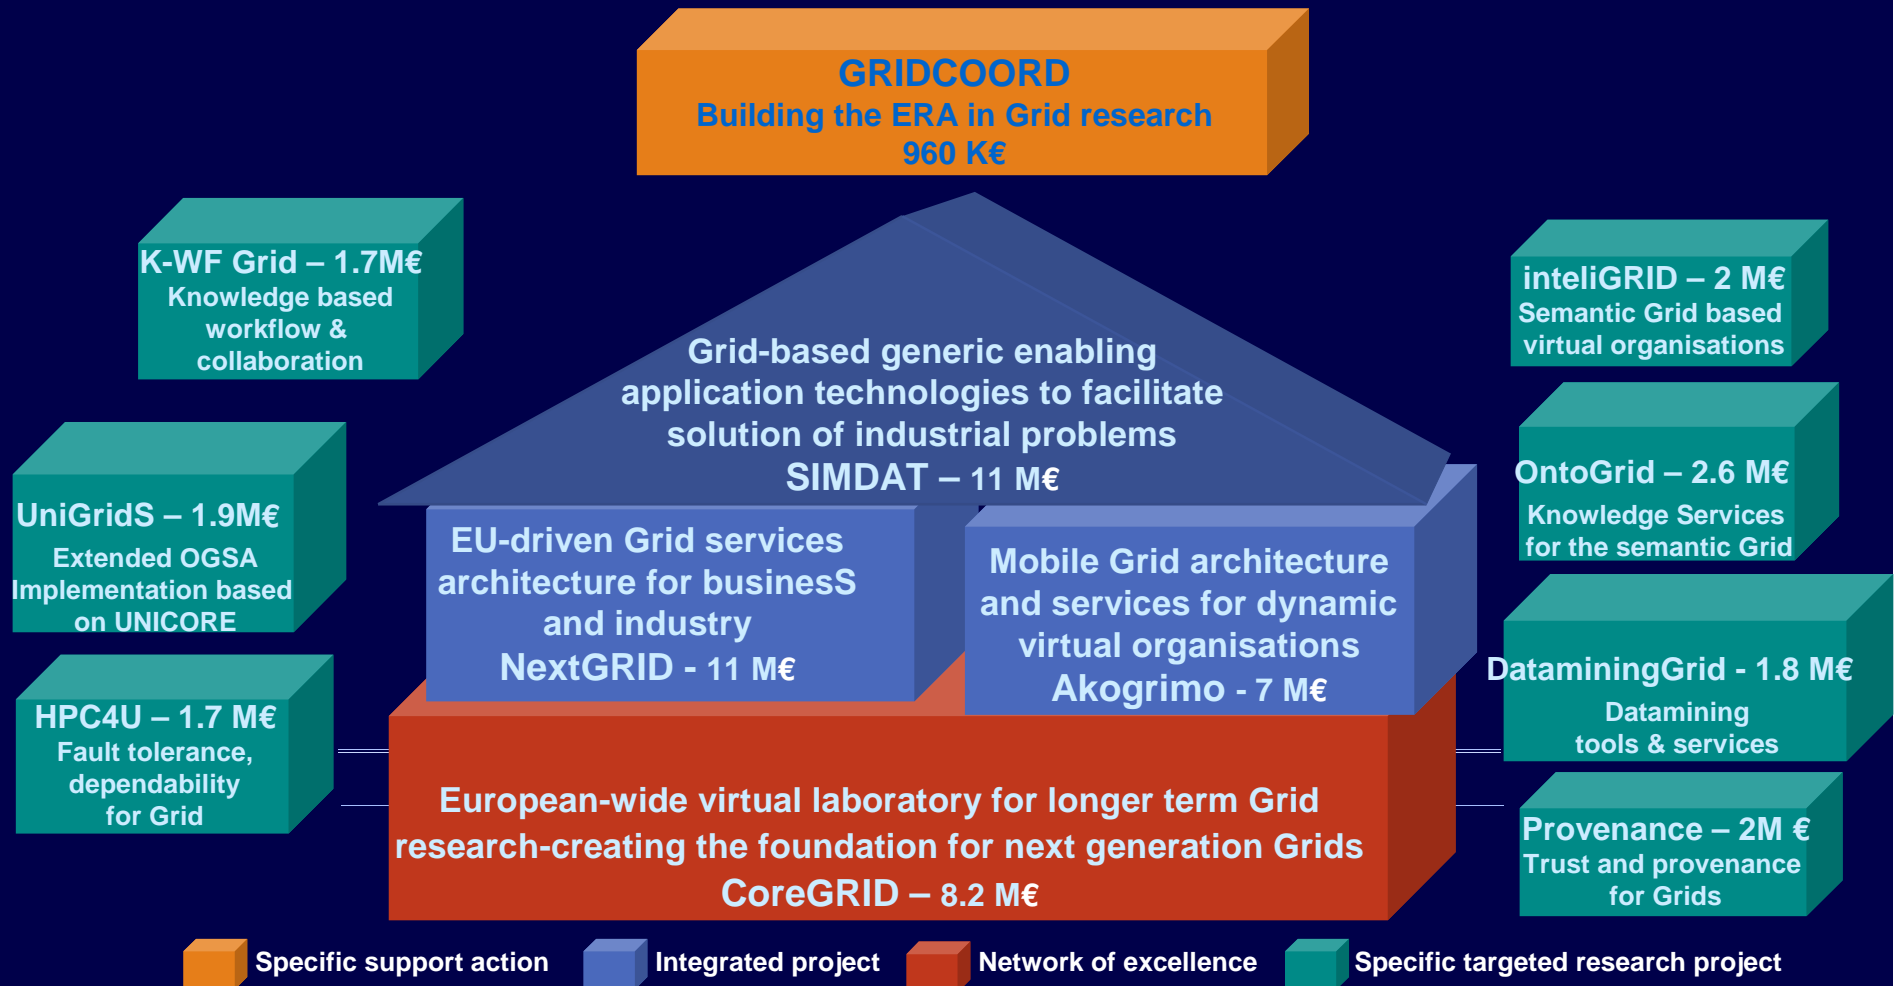 GRIDCOORD
Building the ERA in Grid research
960 K€
K-WF Grid – 1.7M€
Knowledge based
workflow &
collaboration
inteliGRID – 2 M€
Semantic Grid based
virtual organisations
Grid-based generic enabling
application technologies to facilitate
solution of industrial problems
SIMDAT – 11 M€
UniGridS – 1.9M€
Extended OGSA
Implementation based
on UNICORE
OntoGrid – 2.6 M€
Knowledge Services
for the semantic Grid
EU-driven Grid services
architecture for businesS
and industry
NextGRID - 11 M€
Mobile Grid architecture
and services for dynamic
virtual organisations
Akogrimo - 7 M€
HPC4U – 1.7 M€
Fault tolerance,
dependability
for Grid
DataminingGrid - 1.8 M€
Datamining
tools & services
European-wide virtual laboratory for longer term Grid
research-creating the foundation for next generation Grids
CoreGRID – 8.2 M€
Provenance – 2M €
Trust and provenance
for Grids
Specific support action
Integrated project
Network of excellence
Specific targeted research project